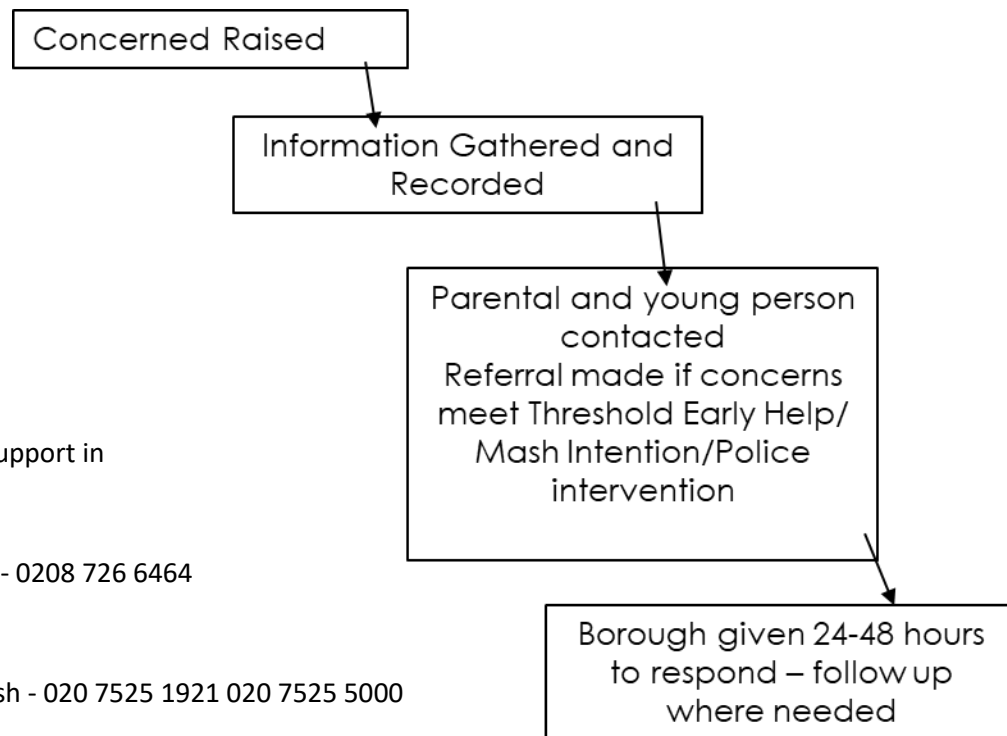 Concerned Raised
Information Gathered and
Recorded
Parental and young person
contacted
Referral made if concerns
meet Threshold Early Help/
Mash Intention/Police
intervention
upport in
- 0208 726 6464
sh - 020 7525 1921 020 7525 5000
Borough given 24-48 hours
to respond – follow up
where needed